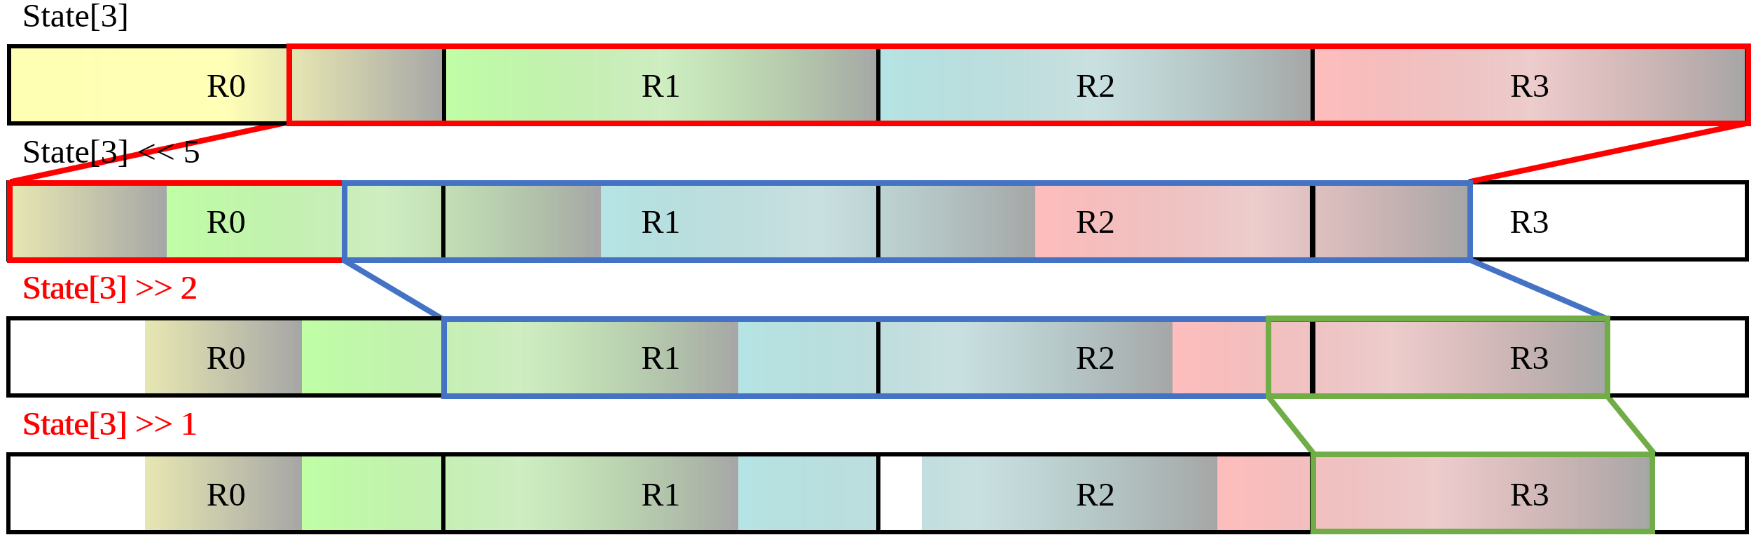 State[3]
R0 R1 R2 R3
State[3] << 5
R0 R1 R2 R3
State[3] >> 2
R0 R1 R2 R3
State[3] >> 1
R0 R1 R2 R3